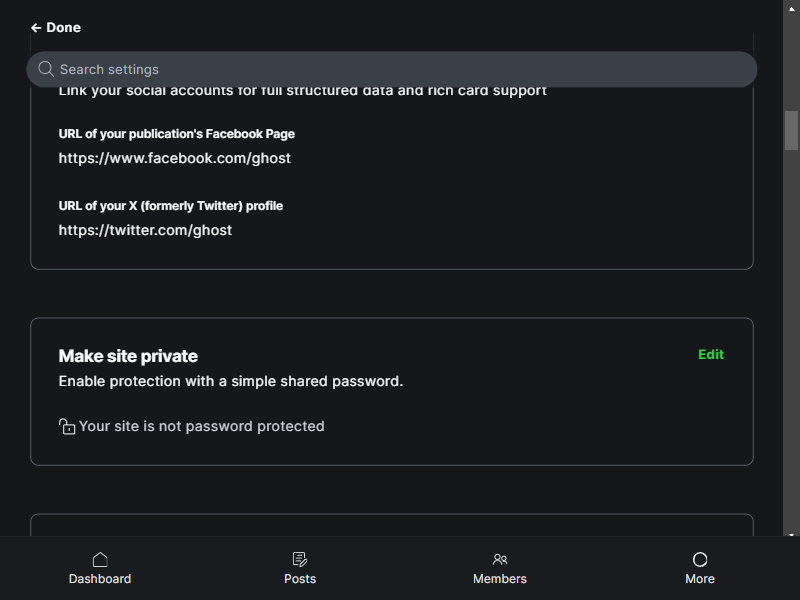 ← Done
Search settings
Link your social accounts for full structured data and rich card support
URL of your publication's Facebook Page
https://www.facebook.com/ghost
URL of your X (formerly Twitter) profile
https://twitter.com/ghost
Make site private
Edit
Enable protection with a simple shared password.
Your site is not password protected
Dashboard
Posts
Members
More